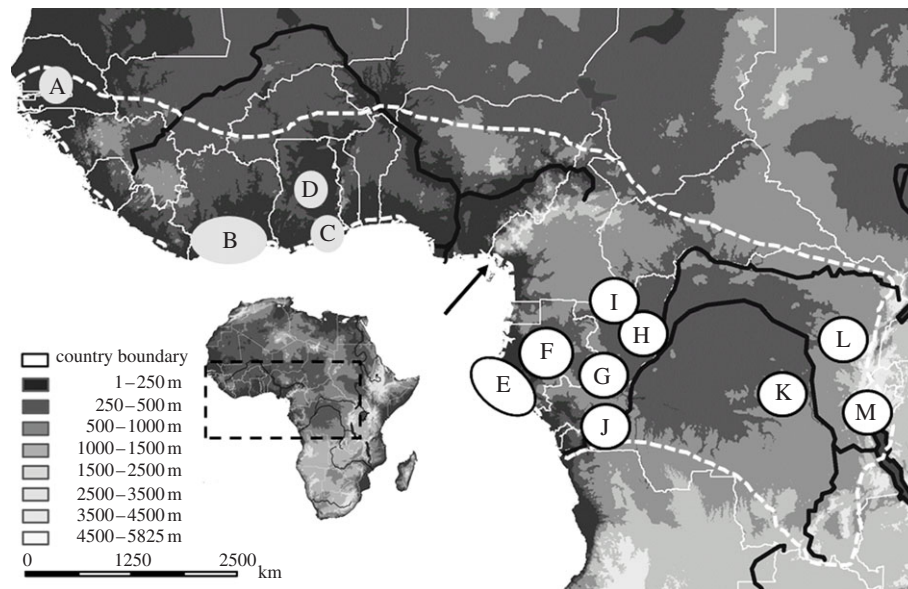 A
D
B
C
I
H
L
F
E
G
K
M
J
country boundary
1–250 m
250–500 m
500–1000 m
1000–1500 m
1500–2500 m
2500–3500 m
3500–4500 m
4500–5825 m
0 1250 2500
km